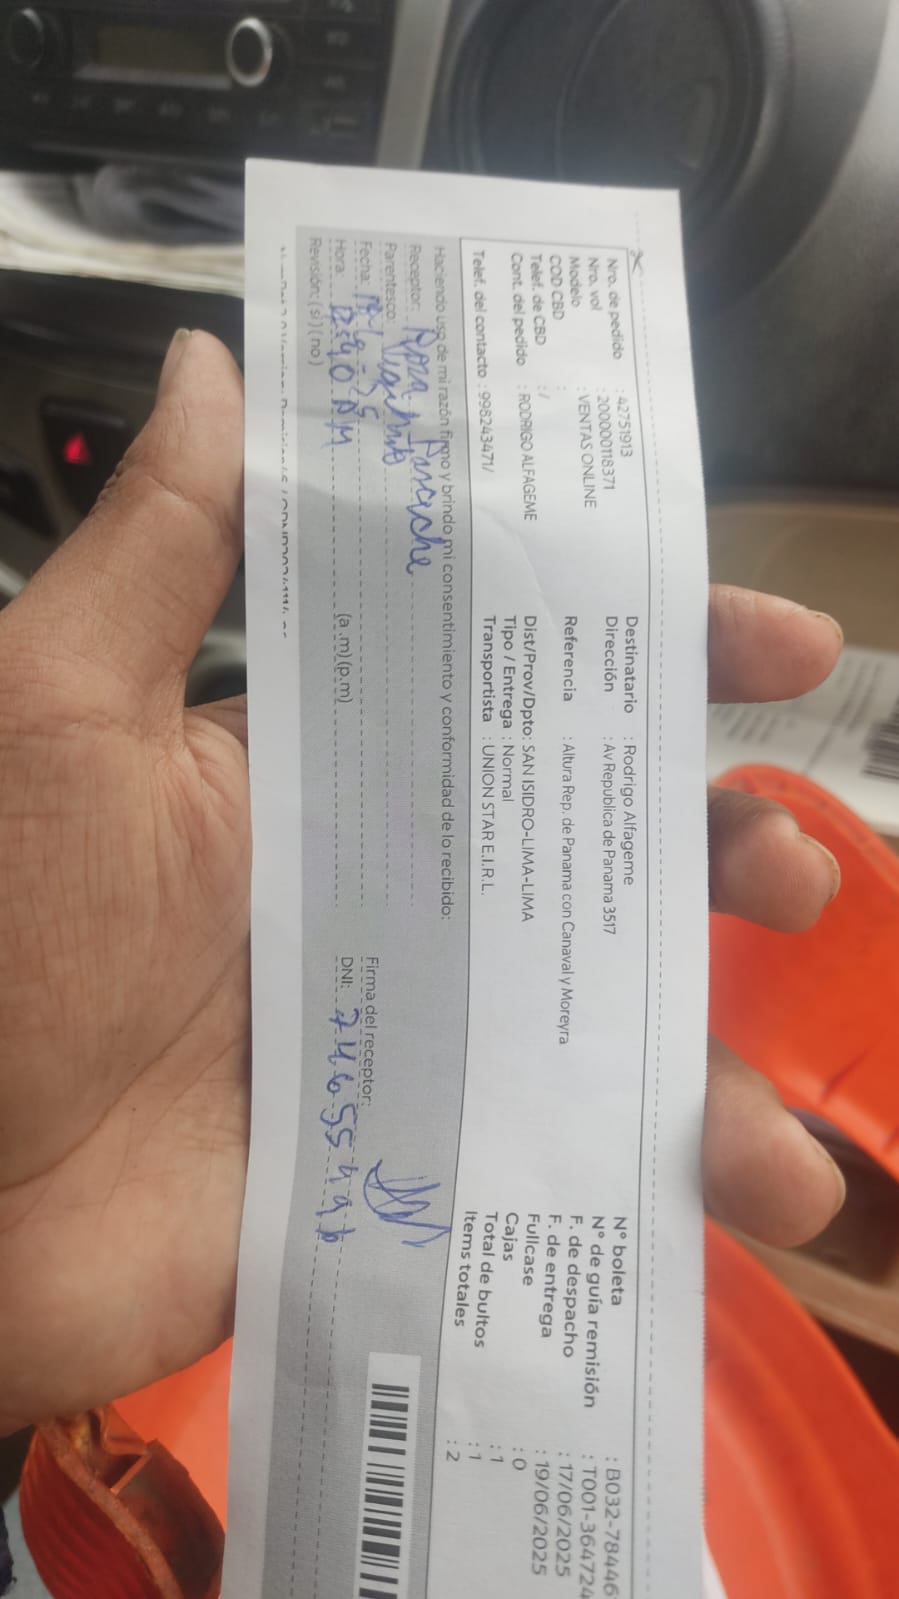 Nro. de pedido : 42751913
Nro. vol : 200000118371
Modelo : VENTAS ONLINE
COD CBD :
Telef. de CBD : /
Cont. del pedido : RODRIGO ALFAGEME
Telef. del contacto : 998243471/
Destinatario : Rodrigo Alfageme
Dirección : Av Republica de Panama 3517
Referencia : Altura Rep. de Panama con Canaval y Moreyra
Dist/Prov/Dpto: SAN ISIDRO-LIMA-LIMA
Tipo / Entrega : Normal
Transportista : UNION STAR E.I.R.L.
N° boleta : B032-78446
N° de guía remisión : T001-364724
F. de despacho : 17/06/2025
F. de entrega : 19/06/2025
Fullcase : 0
Cajas : 1
Total de bultos : 1
Items totales : 2
Haciendo uso de mi razón firmo y brindo mi consentimiento y conformidad de lo recibido:
Receptor: Rosa Pancache
Parentesco:
Fecha:
Hora: (a .m) (p.m)
Revisión: ( si ) ( no )
Firma del receptor:
DNI: